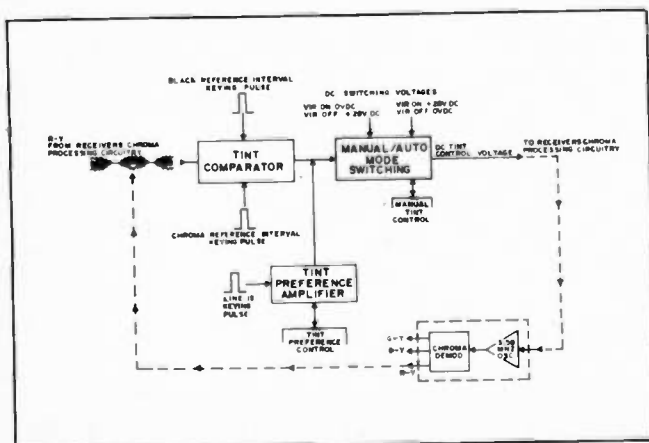 BLACK REFERENCE INTERVAL
KEYING PULSE
DC SWITCHING VOLTAGES
VIR ON 0VDC
VIR OFF +28V DC
VIR ON +28V DC
VIR OFF 0VDC
R-Y
FROM RECEIVERS CHROMA
PROCESSING CIRCUITRY
TINT
COMPARATOR
MANUAL/AUTO
MODE
SWITCHING
DC TINT
CONTROL VOLTAGE
TO RECEIVERS CHROMA
PROCESSING CIRCUITRY
MANUAL
TINT
CONTROL
CHROMA REFERENCE INTERVAL
KEYING PULSE
TINT
PREFERENCE
AMPLIFIER
LINE 19
KEYING
PULSE
TINT
PREFERENCE
CONTROL
G-Y
B-Y
R-Y
CHROMA
DEMOD
3.58
MHZ
OSC